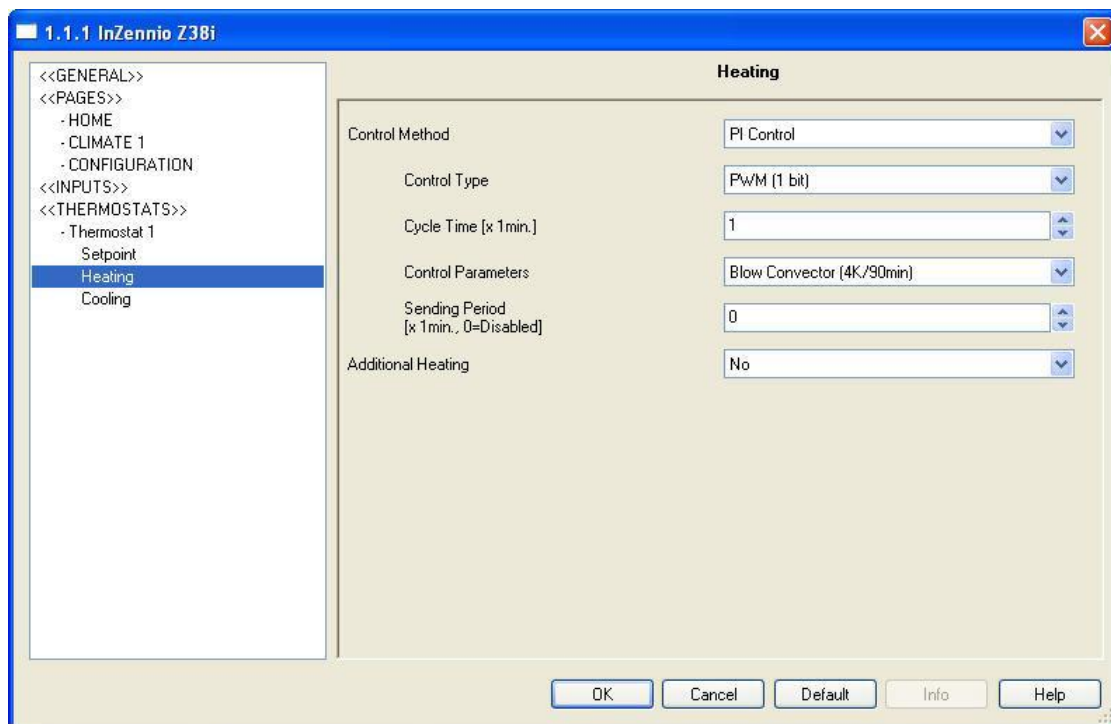 1.1.1 InZennio Z38i
<<GENERAL>>
<<PAGES>>
- HOME
- CLIMATE 1
- CONFIGURATION
<<INPUTS>>
<<THERMOSTATS>>
- Thermostat 1
Setpoint
Heating
Cooling
Heating
Control Method PI Control
Control Type PWM (1 bit)
Cycle Time [x 1min.] 1
Control Parameters Blow Convector (4K/90min)
Sending Period
[x 1min., 0=Disabled] 0
Additional Heating No
OK Cancel Default Info Help